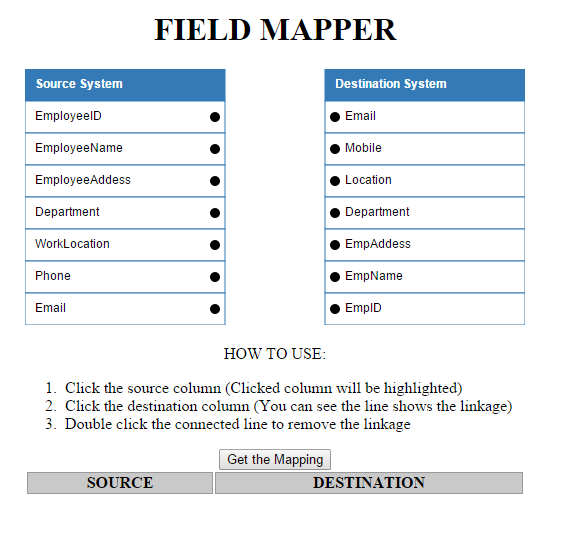 FIELD MAPPER
Source System
EmployeeID
EmployeeName
EmployeeAddess
Department
WorkLocation
Phone
Email
Destination System
Email
Mobile
Location
Department
EmpAddess
EmpName
EmpID
HOW TO USE:
1. Click the source column (Clicked column will be highlighted)
2. Click the destination column (You can see the line shows the linkage)
3. Double click the connected line to remove the linkage
Get the Mapping
SOURCE DESTINATION